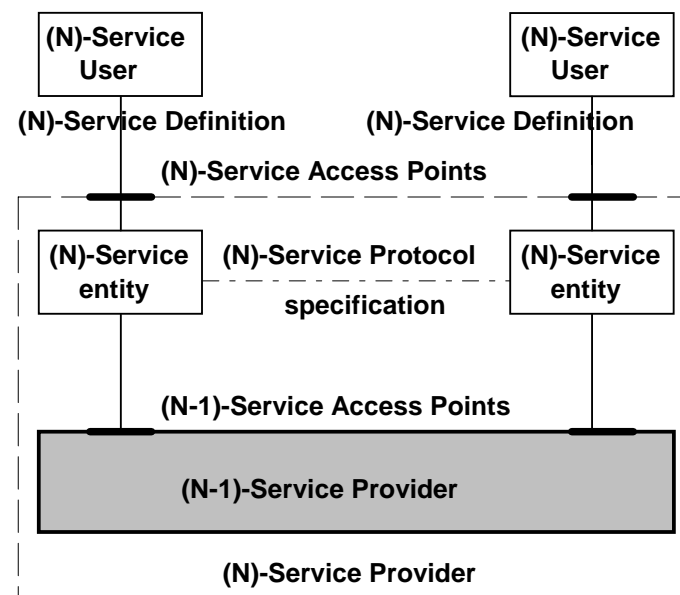 (N)-Service
User
(N)-Service
User
(N)-Service Definition
(N)-Service Definition
(N)-Service Access Points
(N)-Service
entity
(N)-Service Protocol
specification
(N)-Service
entity
(N-1)-Service Access Points
(N-1)-Service Provider
(N)-Service Provider